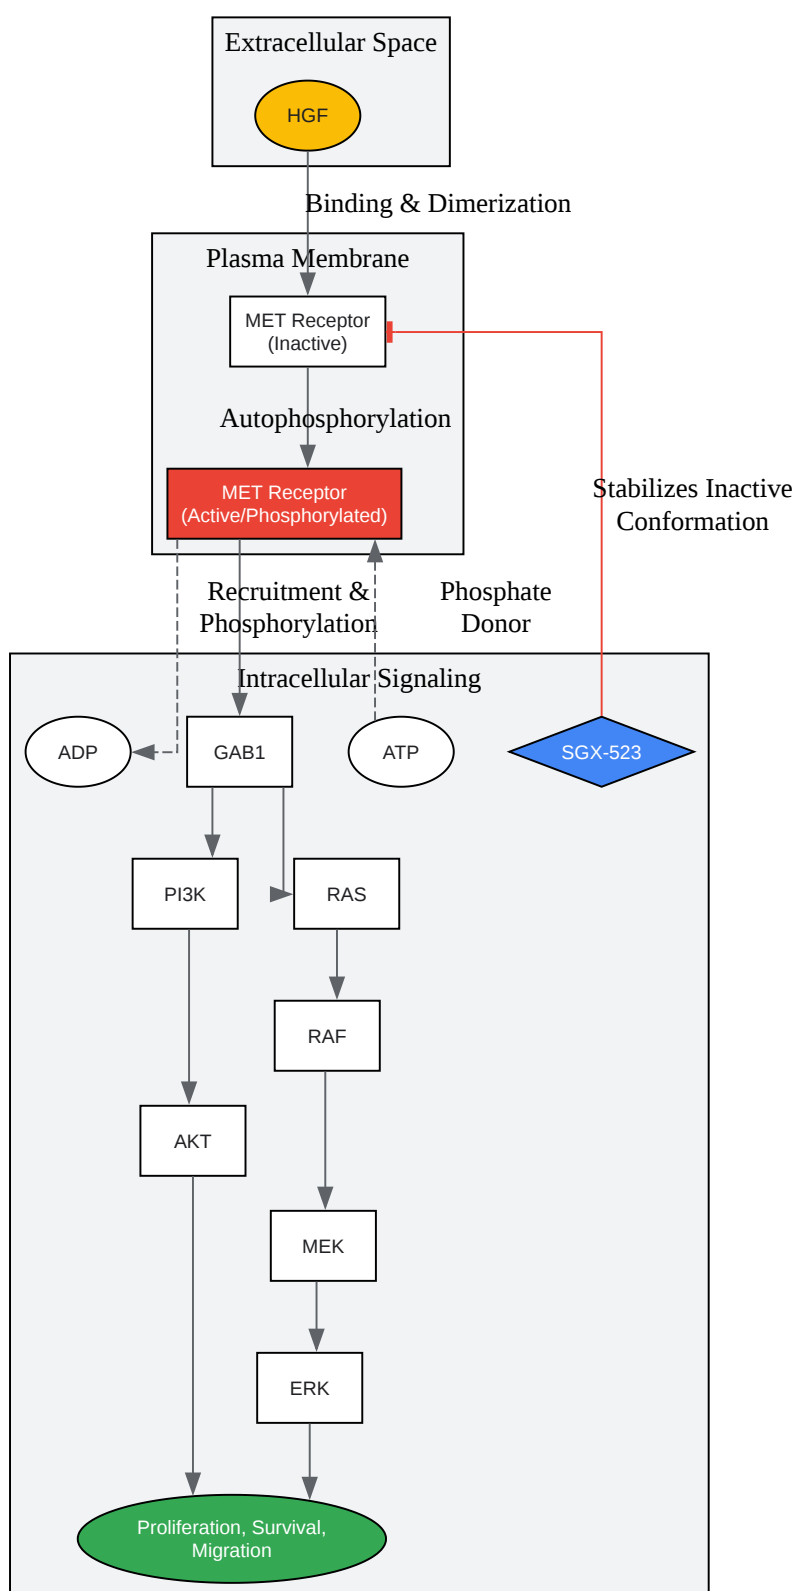 Extracellular Space
HGF
Binding & Dimerization
Plasma Membrane
MET Receptor
(Inactive)
Autophosphorylation
MET Receptor
(Active/Phosphorylated)
Stabilizes Inactive
Conformation
Recruitment &
Phosphorylation
Phosphate
Donor
Intracellular Signaling
ADP
GAB1
ATP
SGX-523
PI3K
RAS
RAF
AKT
MEK
ERK
Proliferation, Survival,
Migration